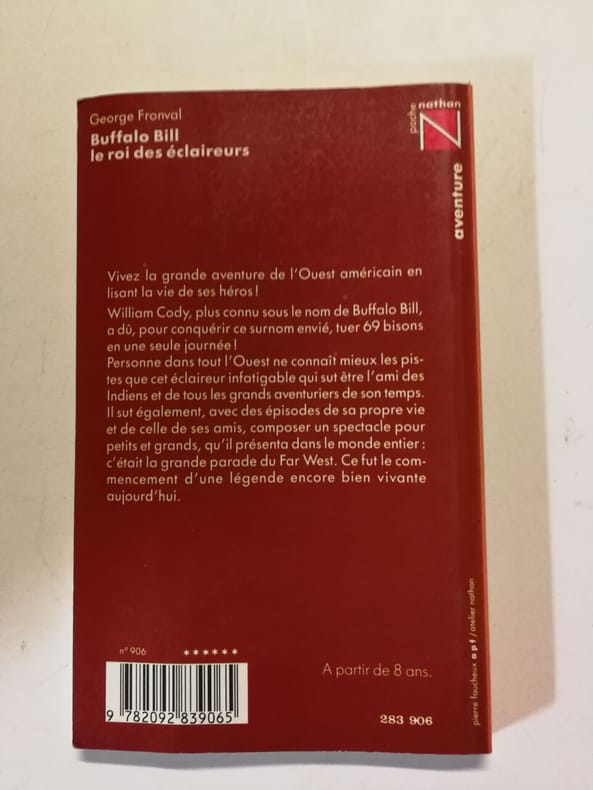 George Fronval
Buffalo Bill
le roi des éclaireurs
poche nathan
aventure
Vivez la grande aventure de l'Ouest américain en
lisant la vie de ses héros!
William Cody, plus connu sous le nom de Buffalo Bill,
a dû, pour conquérir ce surnom envié, tuer 69 bisons
en une seule journée!
Personne dans tout l'Ouest ne connaît mieux les pis-
tes que cet éclaireur infatigable qui sut être l'ami des
Indiens et de tous les grands aventuriers de son temps.
Il sut également, avec des épisodes de sa propre vie
et de celle de ses amis, composer un spectacle pour
petits et grands, qu'il présenta dans le monde entier :
c'était la grande parade du Far West. Ce fut le com-
mencement d'une légende encore bien vivante
aujourd'hui.
pierre faucheux apf / atelier nathan
n° 906 ******
A partir de 8 ans.
9 782092 839065
283 906